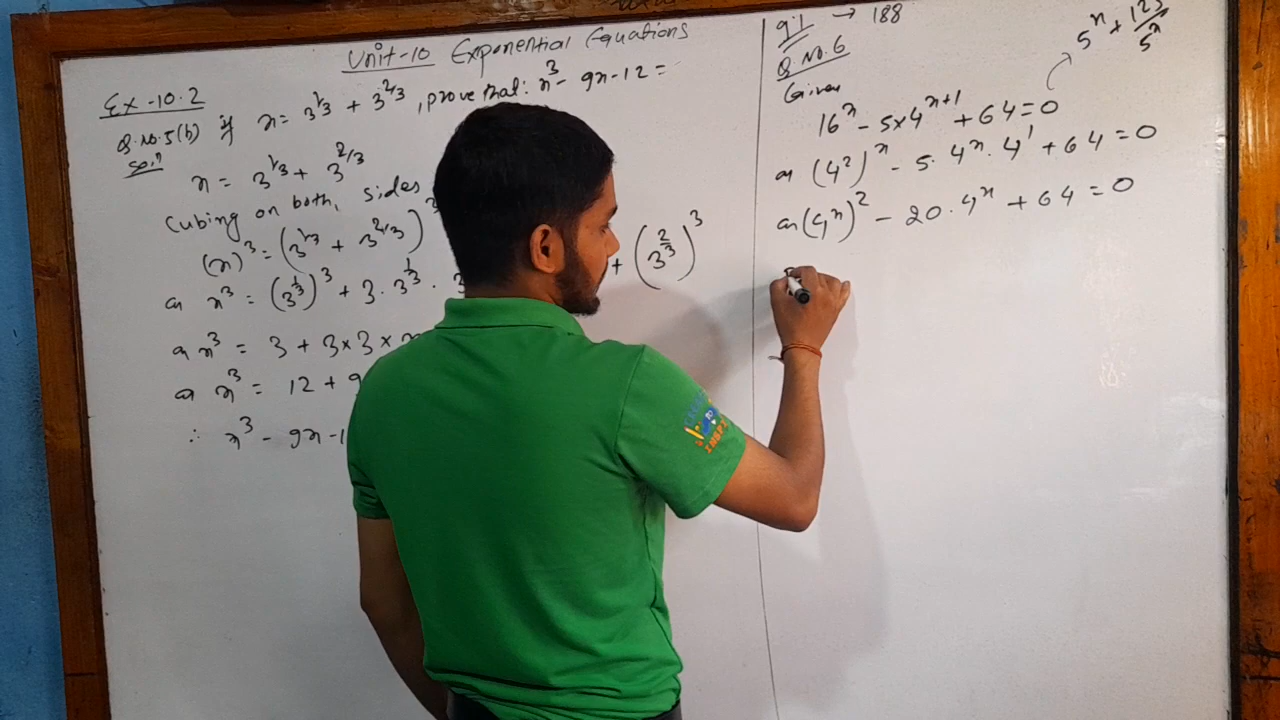 Unit-10 Exponential Equations
Ex-10.2
Q.No.5(b) if x = 3^1/3 + 3^2/3, prove that: x^3 - 9x - 12 =
Sol^n
x = 3^1/3 + 3^2/3
Cubing on both sides
(x)^3 = (3^1/3 + 3^2/3)
or x^3 = (3^1/3)^3 + 3. 3^1/3 . 3 + (3^2/3)^3
or x^3 = 3 + 3×3×x
or x^3 = 12 + 9
∴ x^3 - 9x - 1
→ 188
Q.No.6
Given
16^x - 5×4^x+1 + 64 = 0
or (4^2)^x - 5. 4^x. 4^1 + 64 = 0
or (4^x)^2 - 20. 4^x + 64 = 0
5^x + 125/5^x